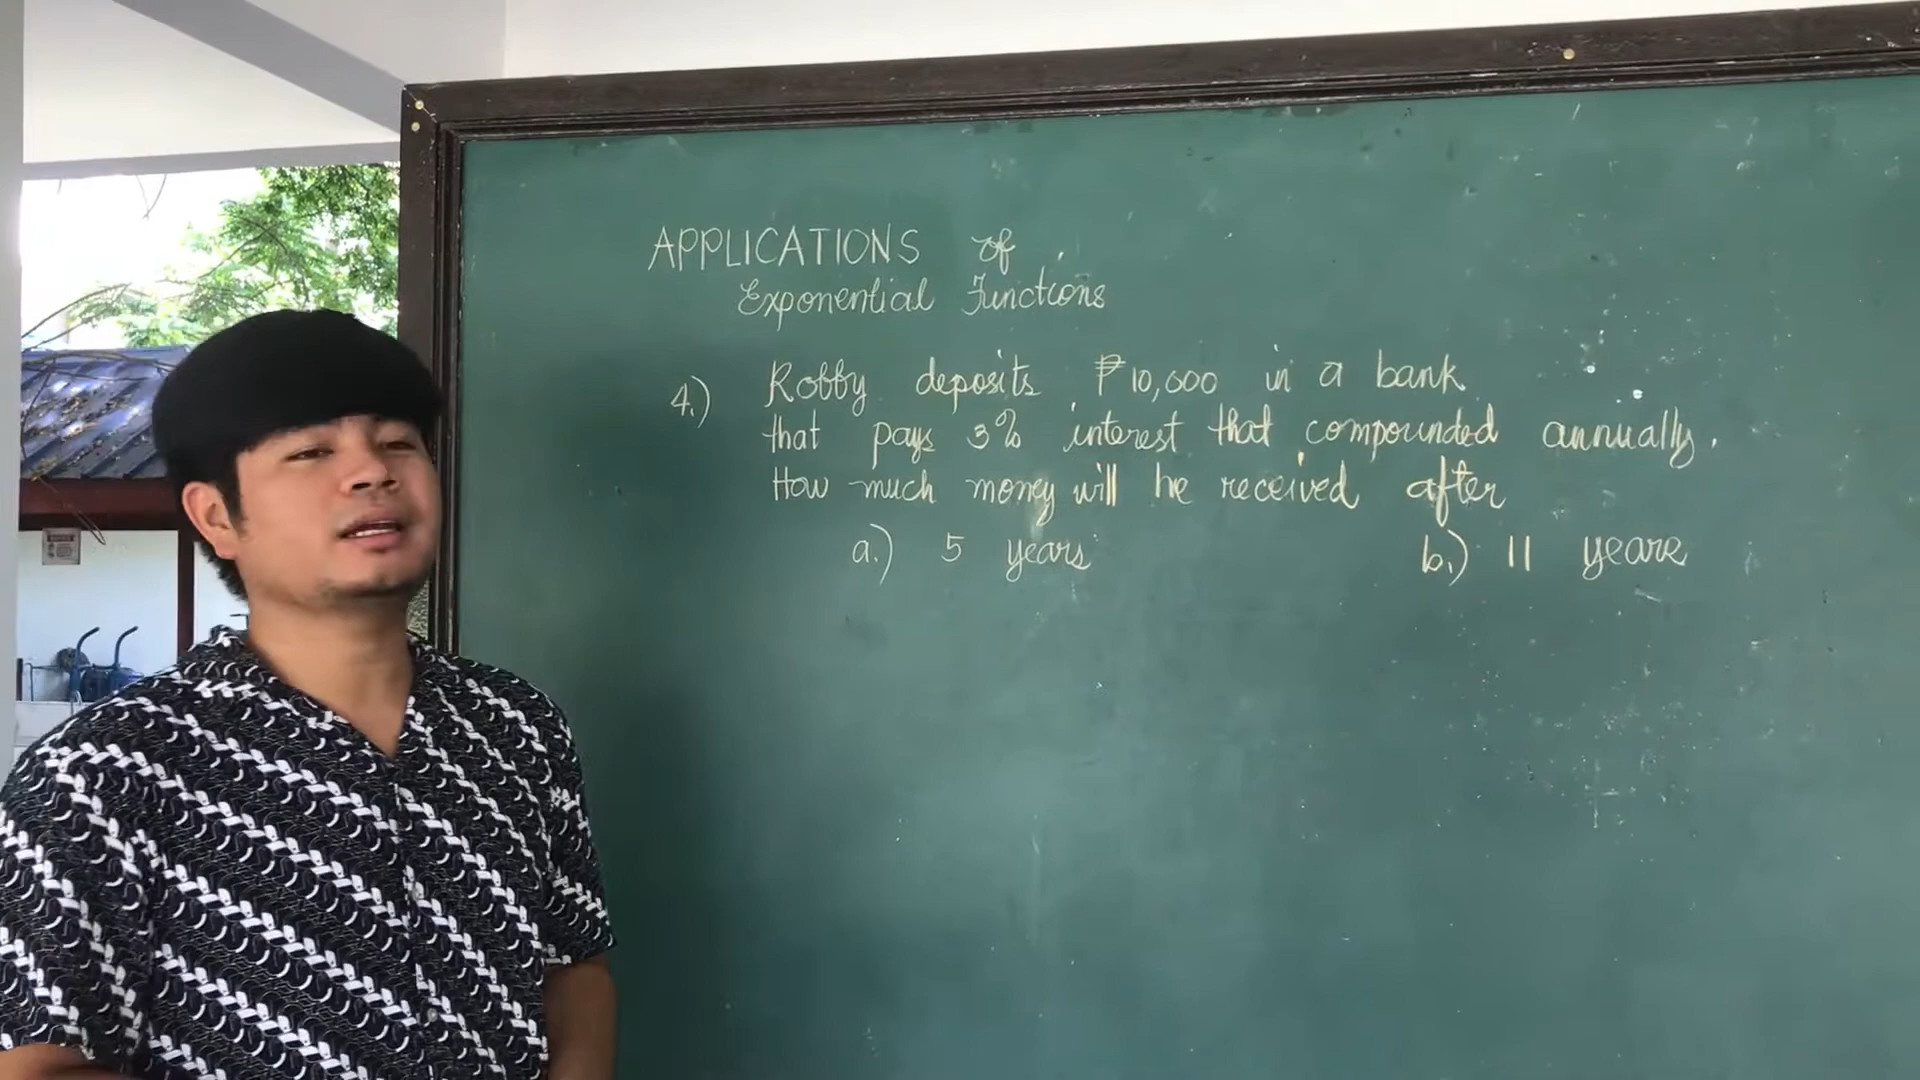 APPLICATIONS of
Exponential Functions
4.) Robby deposits ₱10,000 in a bank
that pays 3% interest that compounded annually.
How much money will he received after
a.) 5 years b.) 11 years